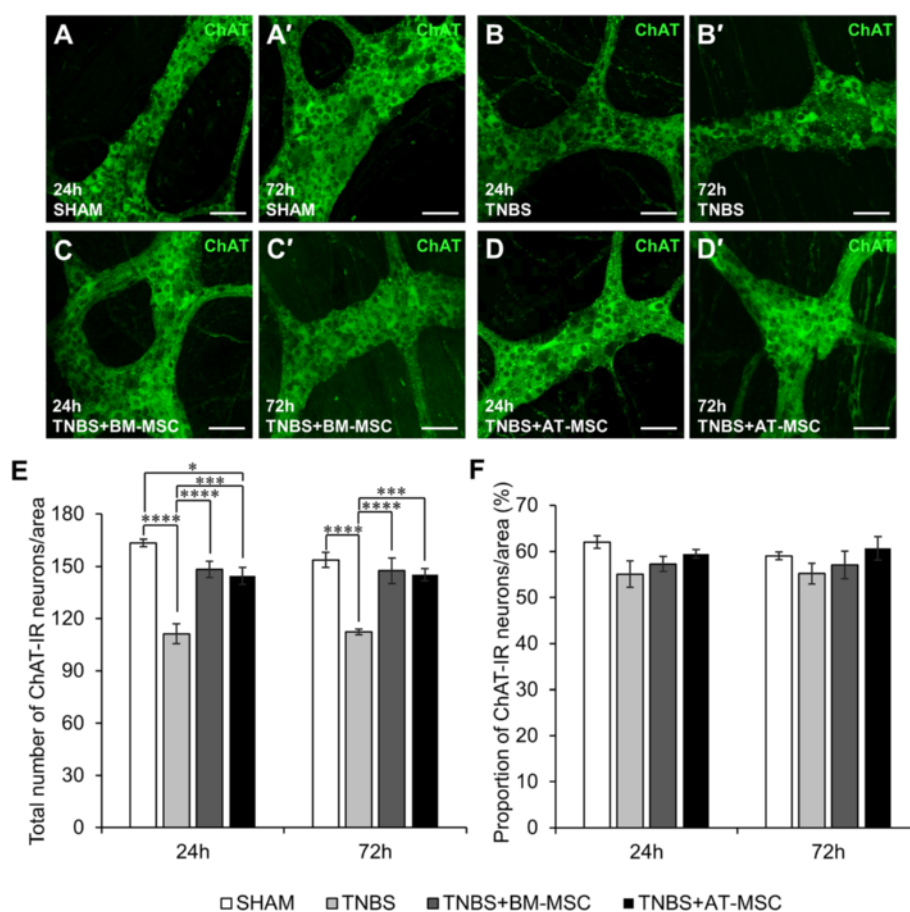 A ChAT
24h
SHAM
A′ ChAT
72h
SHAM
B ChAT
24h
TNBS
B′ ChAT
72h
TNBS
C ChAT
24h
TNBS+BM-MSC
C′ ChAT
72h
TNBS+BM-MSC
D ChAT
24h
TNBS+AT-MSC
D′ ChAT
72h
TNBS+AT-MSC
E
Total number of ChAT-IR neurons/area
180
150
120
90
60
30
0
*
***
****
****
***
****
****
24h 72h
F
Proportion of ChAT-IR neurons/area (%)
70
60
50
40
30
20
10
0
24h 72h
SHAM TNBS TNBS+BM-MSC TNBS+AT-MSC